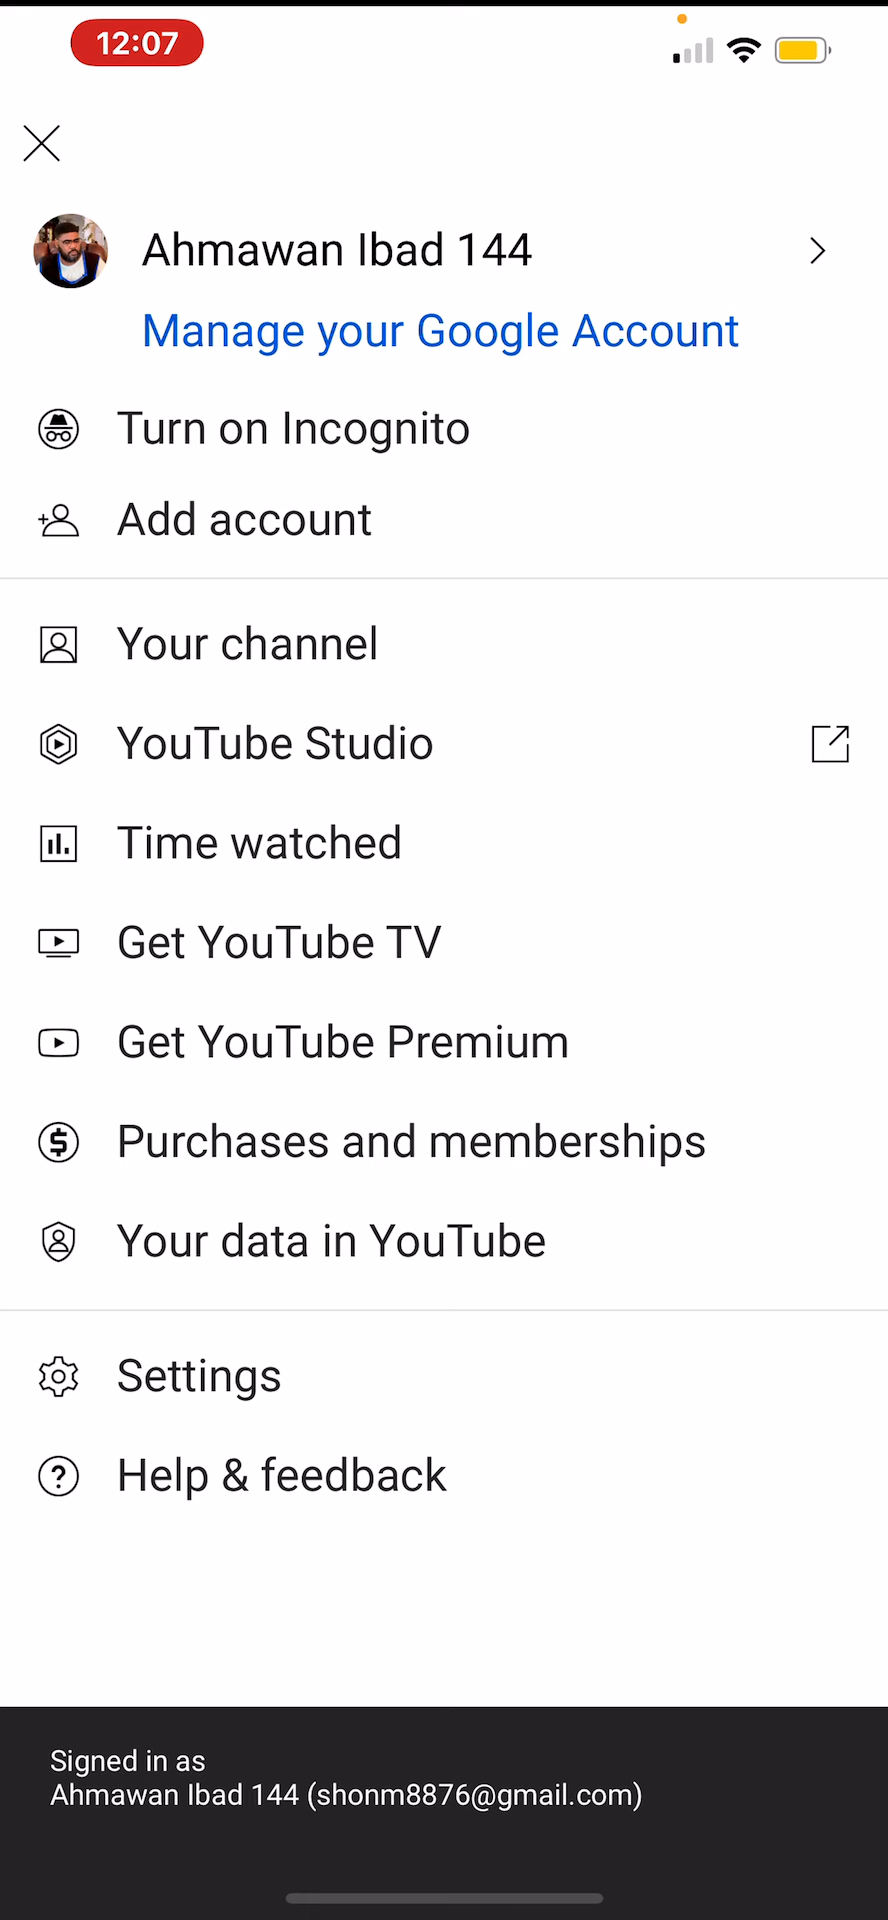 12:07
Ahmawan Ibad 144
Manage your Google Account
Turn on Incognito
Add account
Your channel
YouTube Studio
Time watched
Get YouTube TV
Get YouTube Premium
Purchases and memberships
Your data in YouTube
Settings
Help & feedback
Signed in as
Ahmawan Ibad 144 (shonm8876@gmail.com)